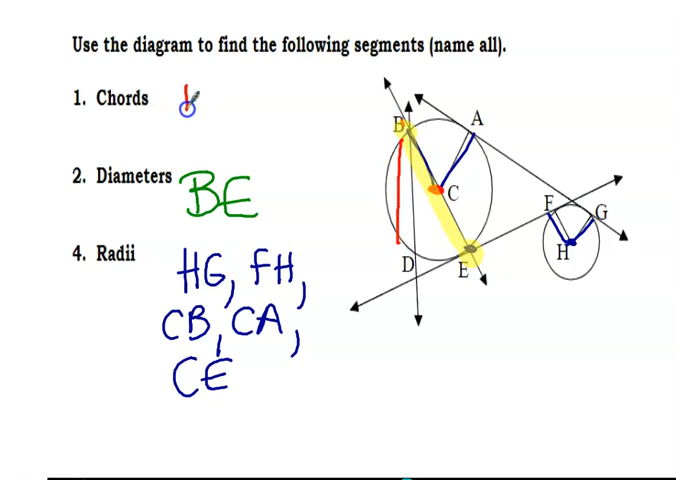 Use the diagram to find the following segments (name all).
1. Chords
2. Diameters BE
4. Radii HG, FH,
CB, CA,
CE
B
A
C
D
E
F
G
H